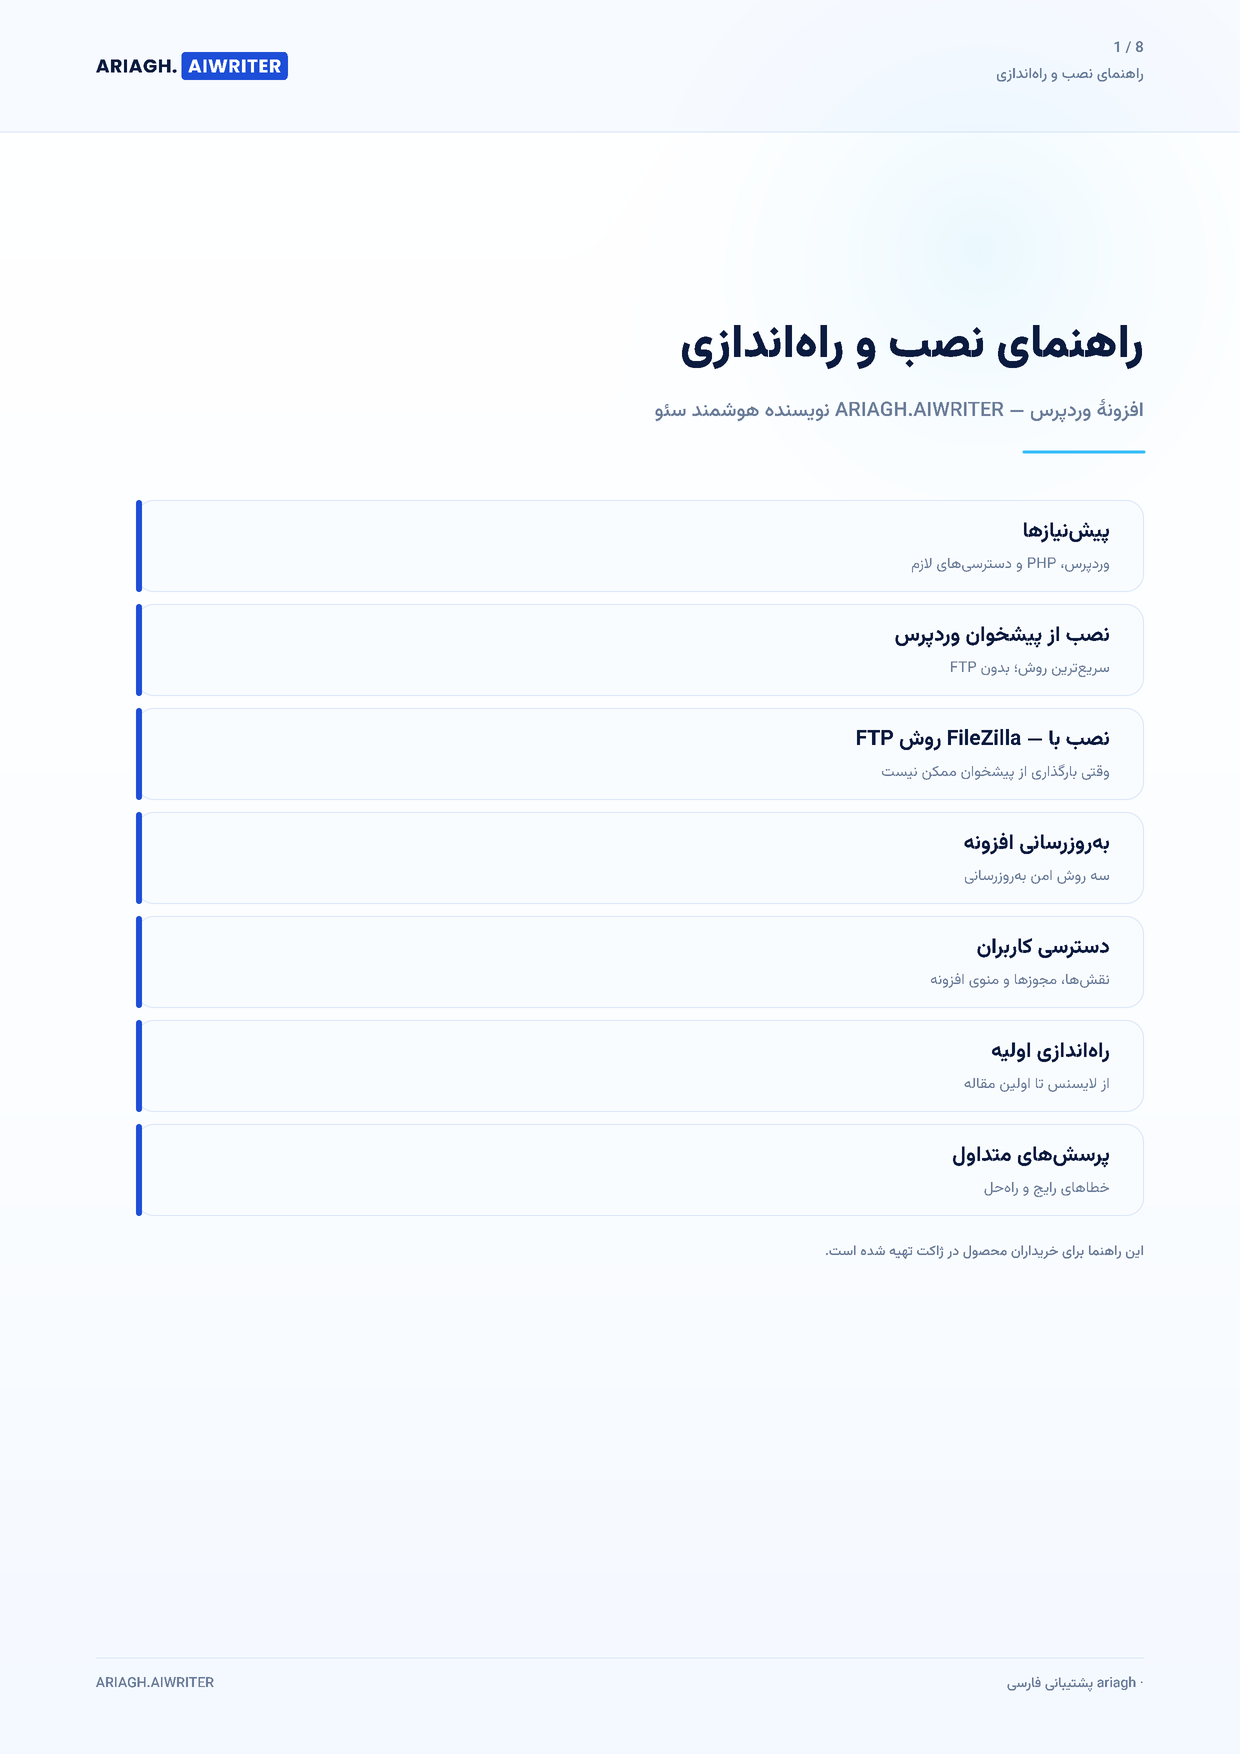 ARIAGH. AIWRITER
1 / 8
راهنمای نصب و راه‌اندازی
راهنمای نصب و راه‌اندازی
افزونهٔ وردپرس — ARIAGH.AIWRITER نویسنده هوشمند سئو
پیش‌نیازها
وردپرس، PHP و دسترسی‌های لازم
نصب از پیشخوان وردپرس
سریع‌ترین روش؛ بدون FTP
نصب با — FileZilla روش FTP
وقتی بارگذاری از پیشخوان ممکن نیست
به‌روزرسانی افزونه
سه روش امن به‌روزرسانی
دسترسی کاربران
نقش‌ها، مجوزها و منوی افزونه
راه‌اندازی اولیه
از لایسنس تا اولین مقاله
پرسش‌های متداول
خطاهای رایج و راه‌حل
این راهنما برای خریداران محصول در ژاکت تهیه شده است.
· ariagh پشتیبانی فارسی
ARIAGH.AIWRITER